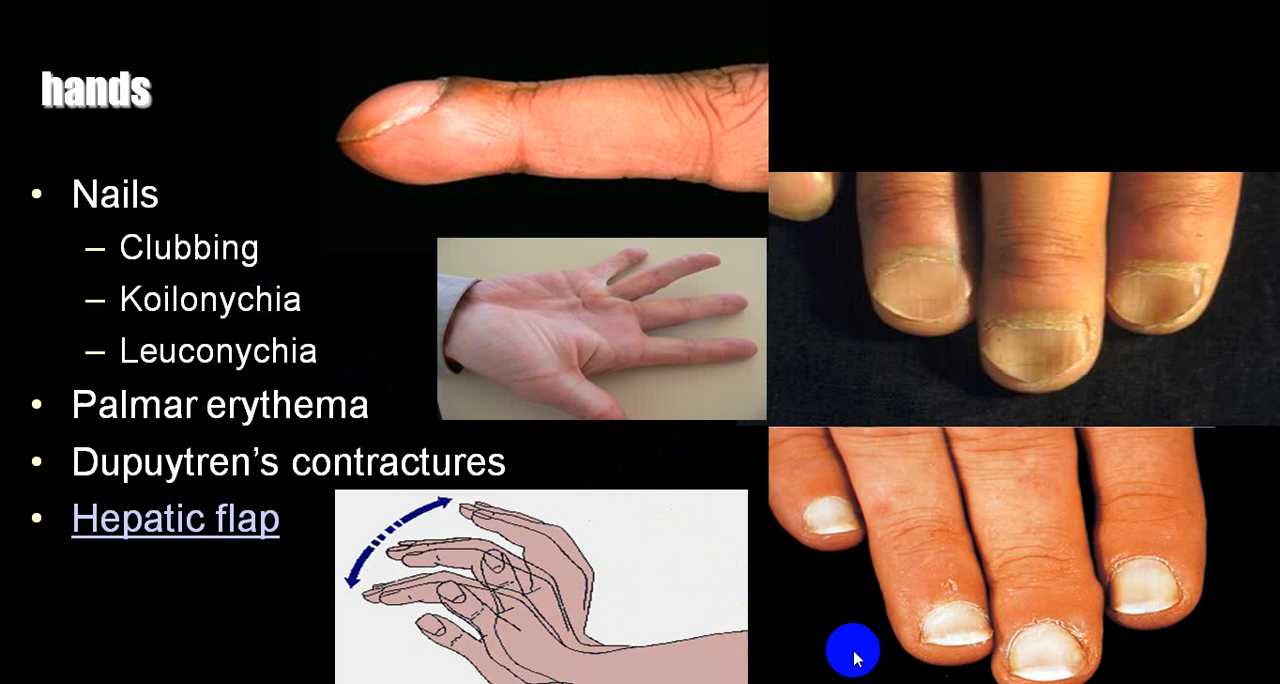 hands
• Nails
– Clubbing
– Koilonychia
– Leuconychia
• Palmar erythema
• Dupuytren’s contractures
• Hepatic flap